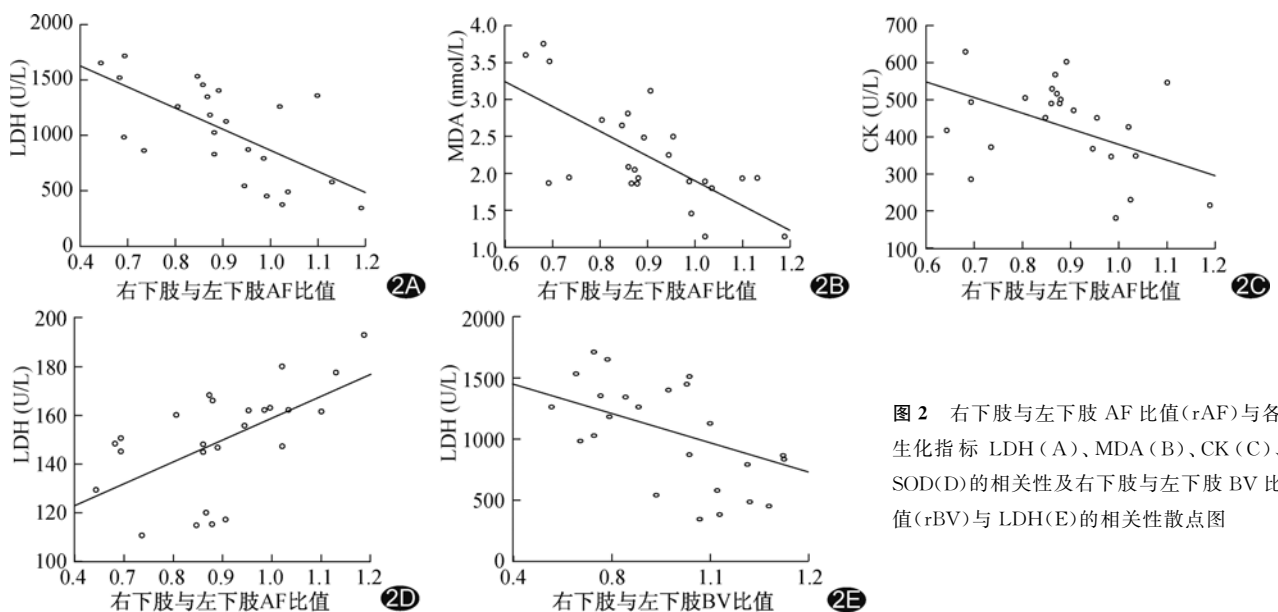 2000
1500
1000
500
0
LDH (U/L)
0.4 0.7 0.8 0.9 1.0 1.1 1.2
右下肢与左下肢AF比值
2A
4.0
3.5
3.0
2.5
2.0
1.5
1.0
MDA (nmol/L)
0.6 0.7 0.8 0.9 1.0 1.1 1.2
右下肢与左下肢AF比值
2B
700
600
500
400
300
200
100
CK (U/L)
0.6 0.7 0.8 0.9 1.0 1.1 1.2
右下肢与左下肢AF比值
2C
200
180
160
140
120
100
LDH (U/L)
0.4 0.7 0.8 0.9 1.0 1.1 1.2
右下肢与左下肢AF比值
2D
2000
1500
1000
500
0
LDH (U/L)
0.4 1.1 1.2
右下肢与左下肢BV比值
2E
图 2 右下肢与左下肢 AF 比值(rAF)与各
生化指标 LDH(A)、MDA(B)、CK(C)、
SOD(D)的相关性及右下肢与左下肢 BV 比
值(rBV)与 LDH(E)的相关性散点图